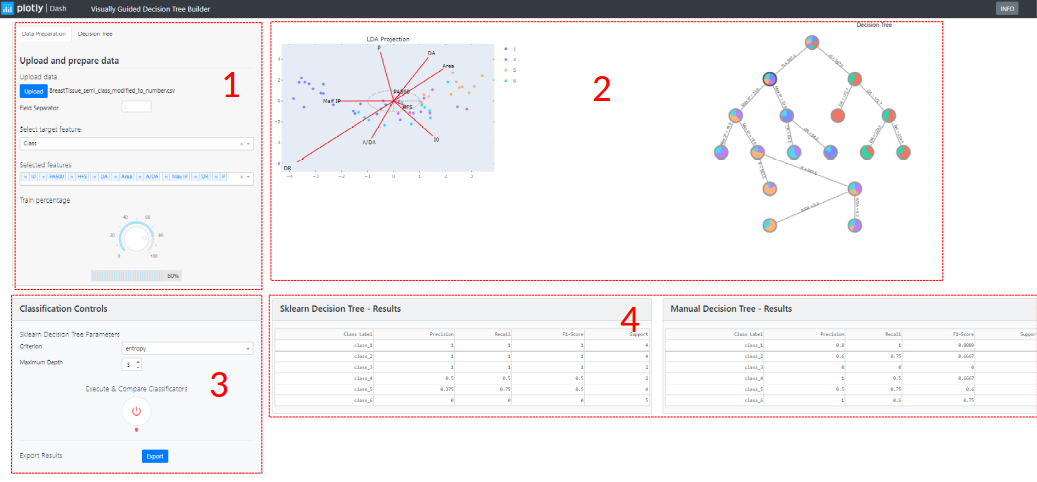 plotly | Dash
Visually Guided Decision Tree Builder
INFO
Data Preparation
Decision Tree
Upload and prepare data
Upload data
Upload
BreastTissue_semi_class_modified_to_number.csv
Field Separator
Select target feature
Class
Selected features
× I0 × PA500 × HFS × DA × Area × A/DA × Max IP × DR × P
Train percentage
0
20
40
60
80
100
80%
1
LDA Projection
P
DA
Area
PA500
HFS
Max IP
A/DA
I0
DR
4
2
0
−2
−4
−6
−4
−3
−2
−1
0
1
2
3
4
Decision Tree
2
Classification Controls
Sklearn Decision Tree Parameters
Criterion
entropy
Maximum Depth
5
Execute & Compare Classificators
Export Results
Export
3
Sklearn Decision Tree - Results
Class Label Precision Recall F1-Score Support
class_1 1 1 1 4
class_2 1 1 1 4
class_3 1 1 1 2
class_4 0.5 0.5 0.5 2
class_5 0.375 0.75 0.5 4
class_6 0 0 0 5
4
Manual Decision Tree - Results
Class Label Precision Recall F1-Score Suppor
class_1 0.8 1 0.8889
class_2 0.6 0.75 0.6667
class_3 0 0 0
class_4 1 0.5 0.6667
class_5 0.5 0.75 0.6
class_6 1 0.6 0.75